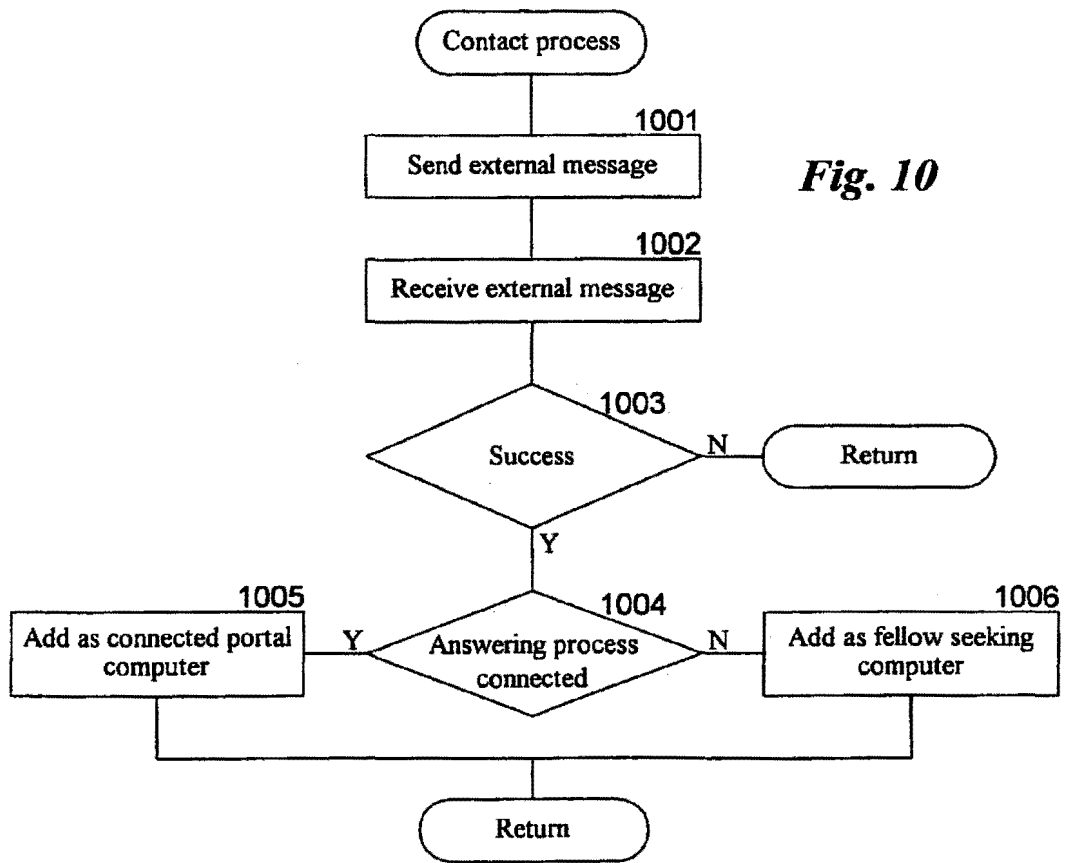 Contact process
1001
Send external message
Fig. 10
1002
Receive external message
1003
Success
N
Return
Y
1005
Add as connected portal
computer
Y
1004
Answering process
connected
N
1006
Add as fellow seeking
computer
Return